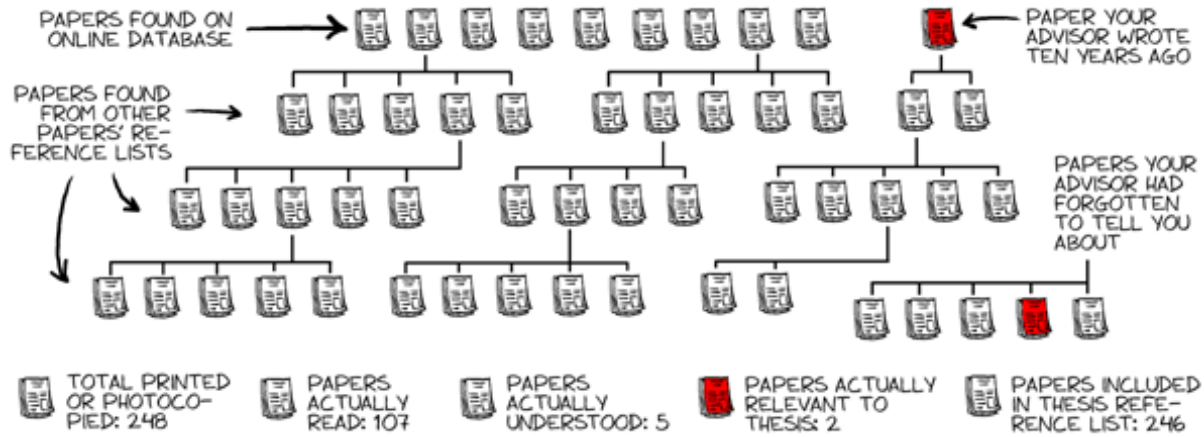 PAPERS FOUND ON
ONLINE DATABASE
PAPER YOUR
ADVISOR WROTE
TEN YEARS AGO
PAPERS FOUND
FROM OTHER
PAPERS' RE-
FERENCE LISTS
PAPERS YOUR
ADVISOR HAD
FORGOTTEN
TO TELL YOU
ABOUT
TOTAL PRINTED
OR PHOTOCO-
PIED: 248
PAPERS
ACTUALLY
READ: 107
PAPERS
ACTUALLY
UNDERSTOOD: 5
PAPERS ACTUALLY
RELEVANT TO
THESIS: 2
PAPERS INCLUDED
IN THESIS REFE-
RENCE LIST: 246